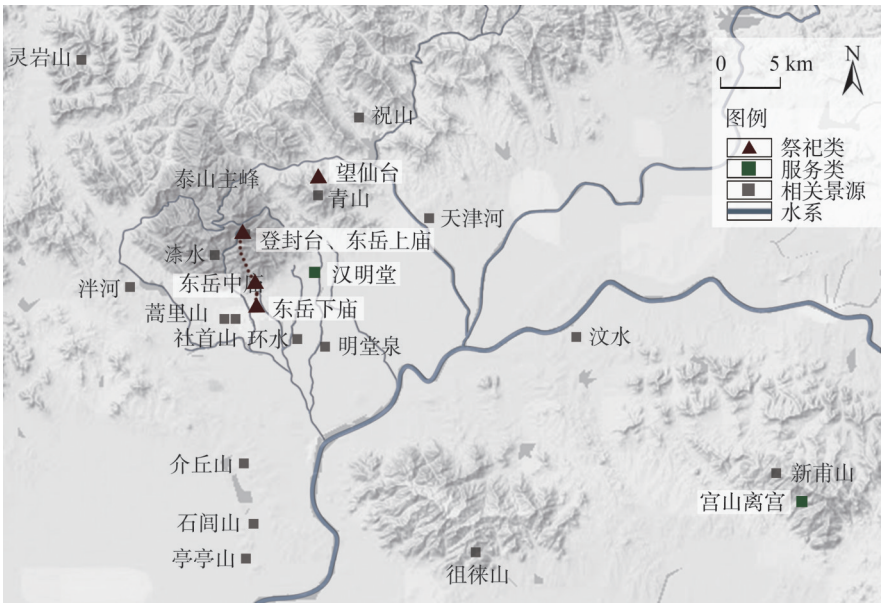 灵岩山
N
0 5 km
图例
祭祀类
服务类
相关景源
水系
祝山
望仙台
泰山主峰
青山
天津河
登封台、东岳上庙
漆水
汉明堂
泮河
东岳中庙
东岳下庙
蒿里山
社首山
环水
明堂泉
汶水
介丘山
新甫山
宫山离宫
石闾山
亭亭山
徂徕山